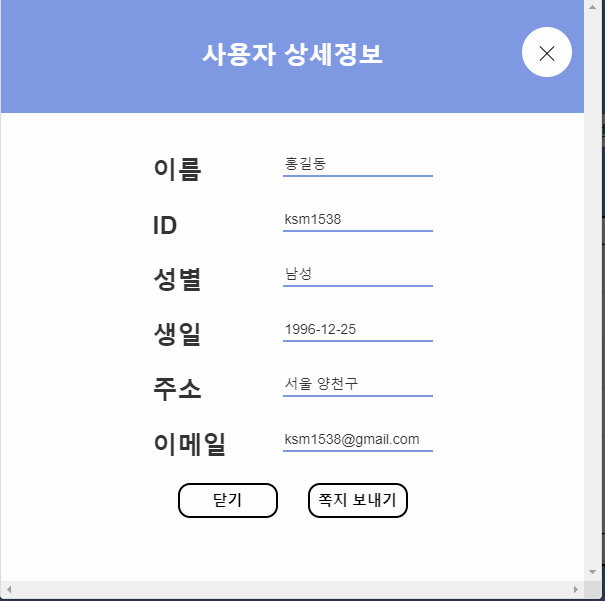 사용자 상세정보
이름 홍길동
ID ksm1538
성별 남성
생일 1996-12-25
주소 서울 양천구
이메일 ksm1538@gmail.com
닫기 쪽지 보내기